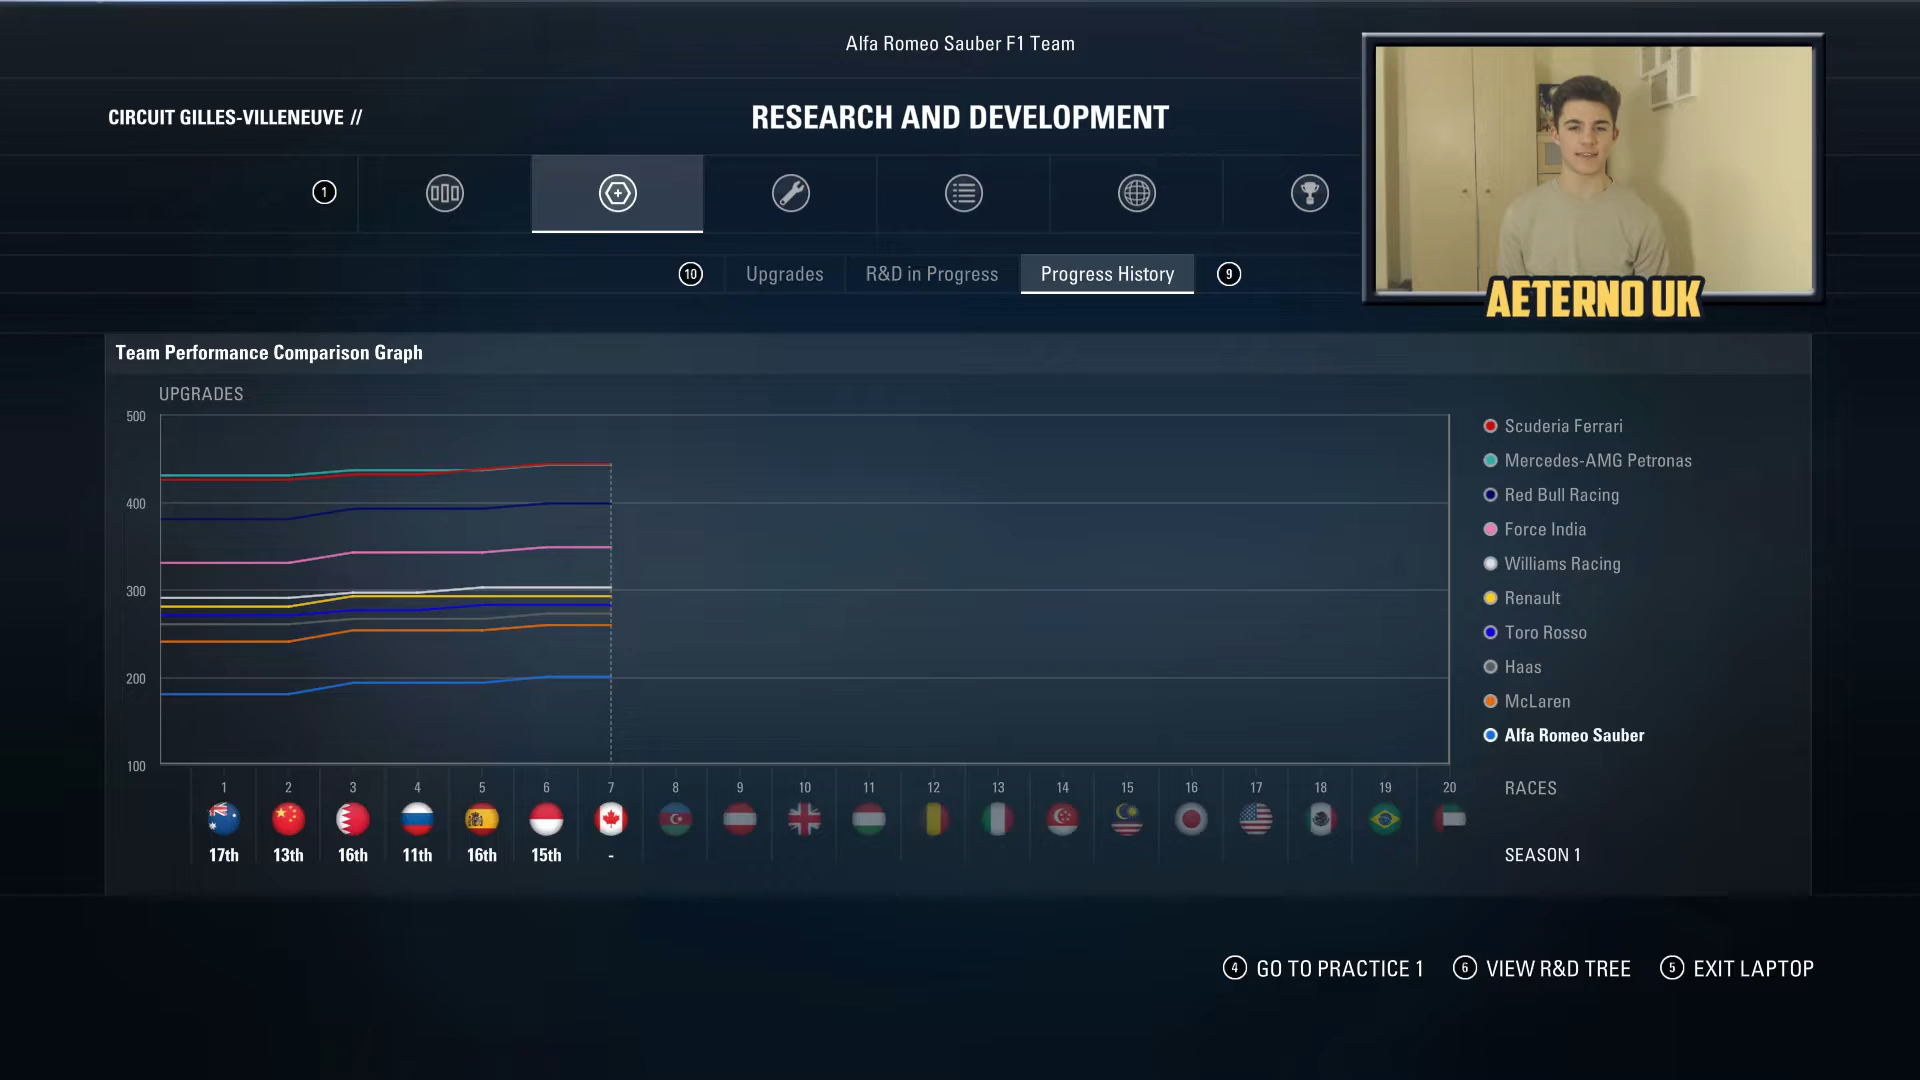 Alfa Romeo Sauber F1 Team
CIRCUIT GILLES-VILLENEUVE //
RESEARCH AND DEVELOPMENT
1
10 Upgrades R&D in Progress Progress History 9
AETERNO UK
Team Performance Comparison Graph
UPGRADES
500
400
300
200
100
Scuderia Ferrari
Mercedes-AMG Petronas
Red Bull Racing
Force India
Williams Racing
Renault
Toro Rosso
Haas
McLaren
Alfa Romeo Sauber
1 2 3 4 5 6 7 8 9 10 11 12 13 14 15 16 17 18 19 20 RACES
17th 13th 16th 11th 16th 15th - SEASON 1
4 GO TO PRACTICE 1 6 VIEW R&D TREE 5 EXIT LAPTOP